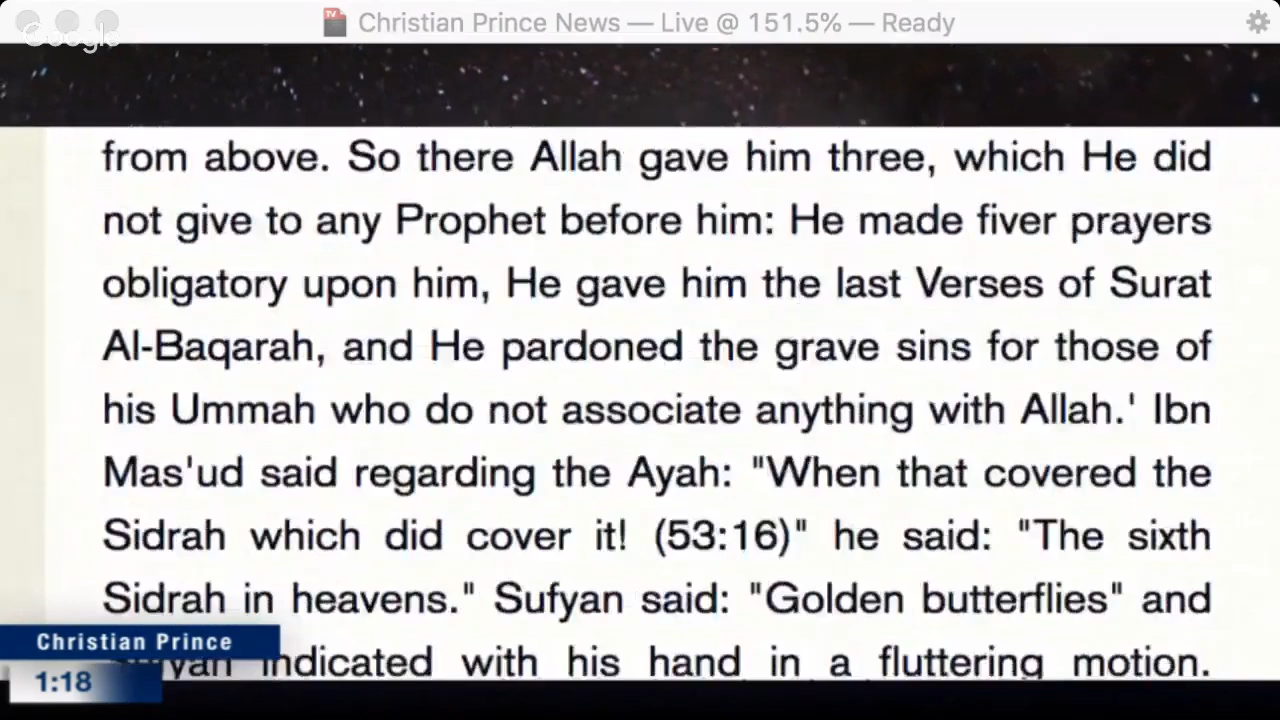 Christian Prince News — Live @ 151.5% — Ready
Google
from above. So there Allah gave him three, which He did
not give to any Prophet before him: He made fiver prayers
obligatory upon him, He gave him the last Verses of Surat
Al-Baqarah, and He pardoned the grave sins for those of
his Ummah who do not associate anything with Allah.' Ibn
Mas'ud said regarding the Ayah: "When that covered the
Sidrah which did cover it! (53:16)" he said: "The sixth
Sidrah in heavens." Sufyan said: "Golden butterflies" and
Sufyan indicated with his hand in a fluttering motion.
Christian Prince
1:18